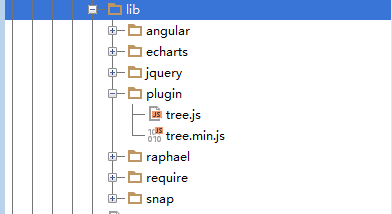 lib
angular
echarts
jquery
plugin
tree.js
tree.min.js
raphael
require
snap